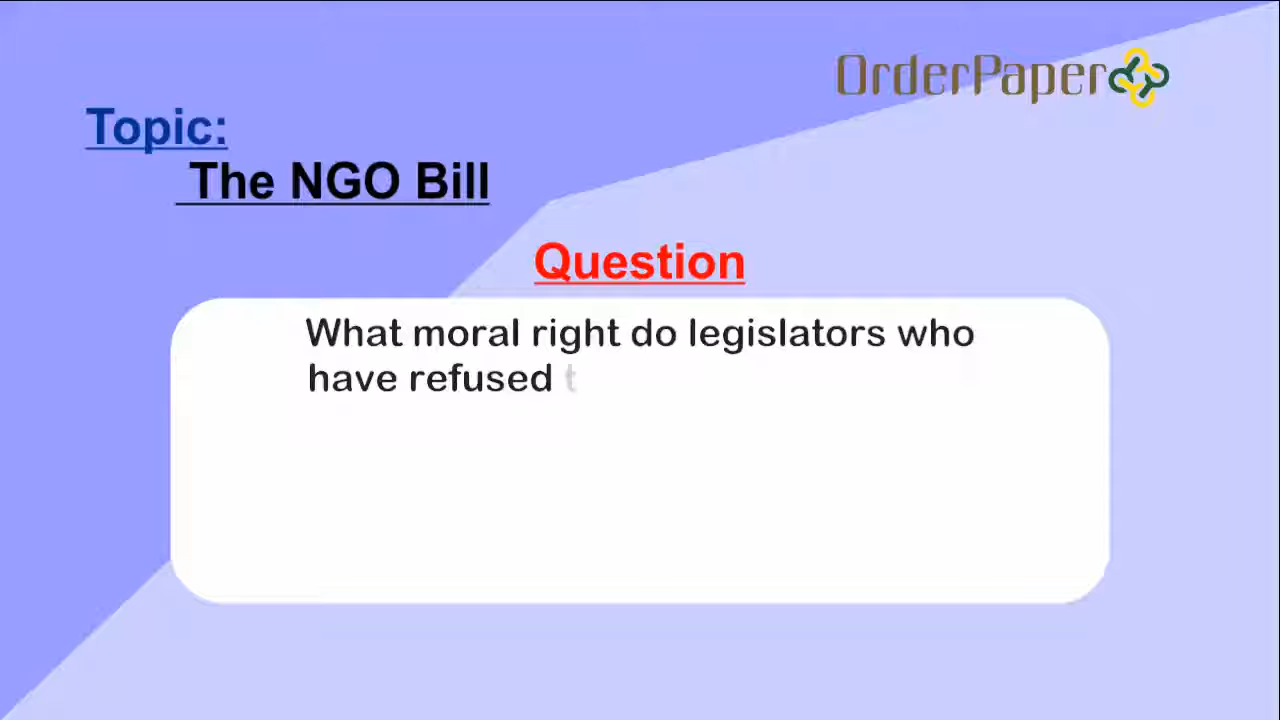 OrderPaper
Topic:
The NGO Bill
Question
What moral right do legislators who
have refused t